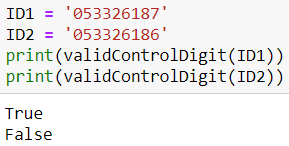 ID1 = '053326187'
ID2 = '053326186'
print(validControlDigit(ID1))
print(validControlDigit(ID2))
True
False